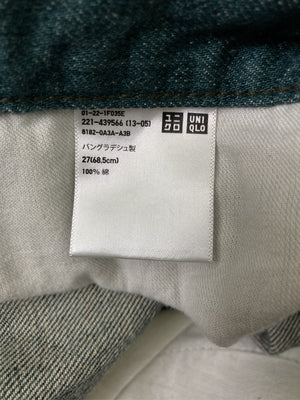 01-22-1F035E
221-439566 (13-05)
8182-0A3A-A3B
バングラデシュ製
27(68.5cm)
100% 綿
ユニ
クロ
UNI
QLO